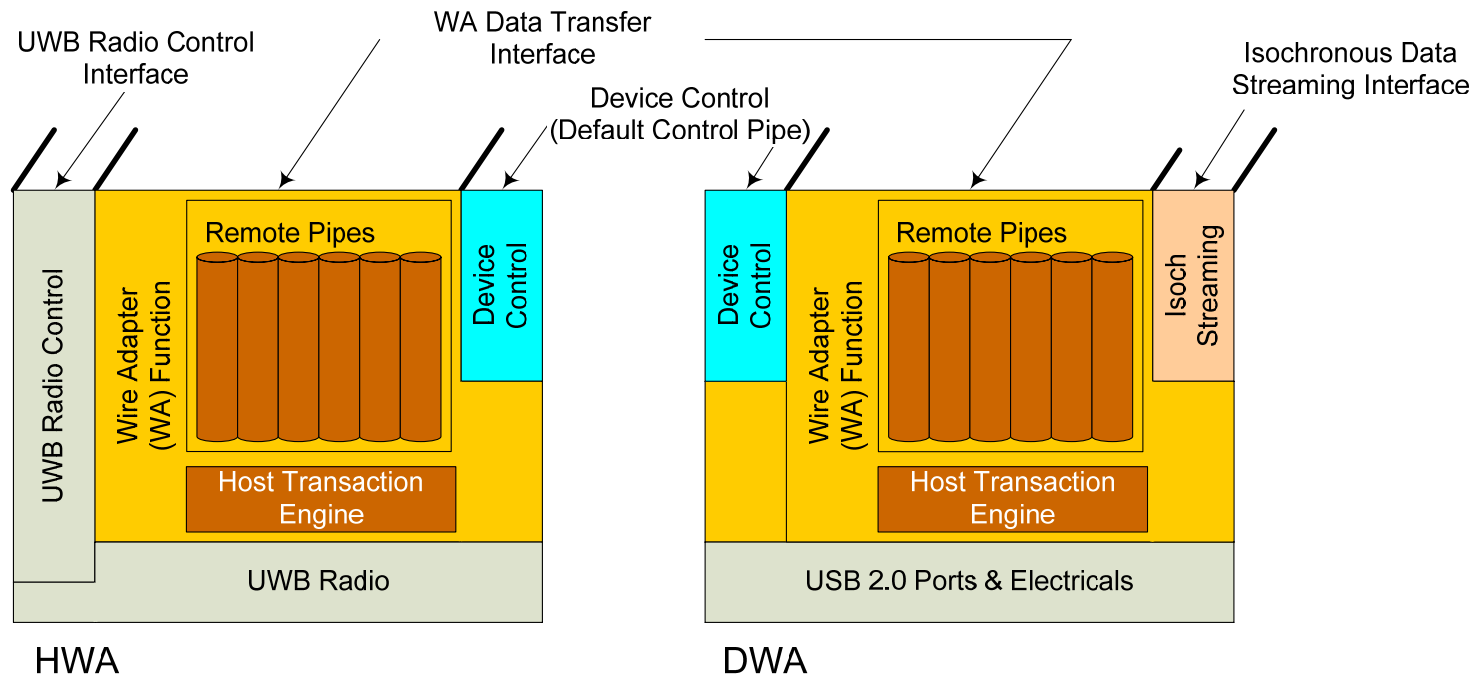 UWB Radio Control
Interface
WA Data Transfer
Interface
Device Control
(Default Control Pipe)
Isochronous Data
Streaming Interface
UWB Radio Control
Wire Adapter
(WA) Function
Remote Pipes
Host Transaction
Engine
Device
Control
UWB Radio
HWA
Device
Control
Wire Adapter
(WA) Function
Remote Pipes
Host Transaction
Engine
Isoch
Streaming
USB 2.0 Ports & Electricals
DWA